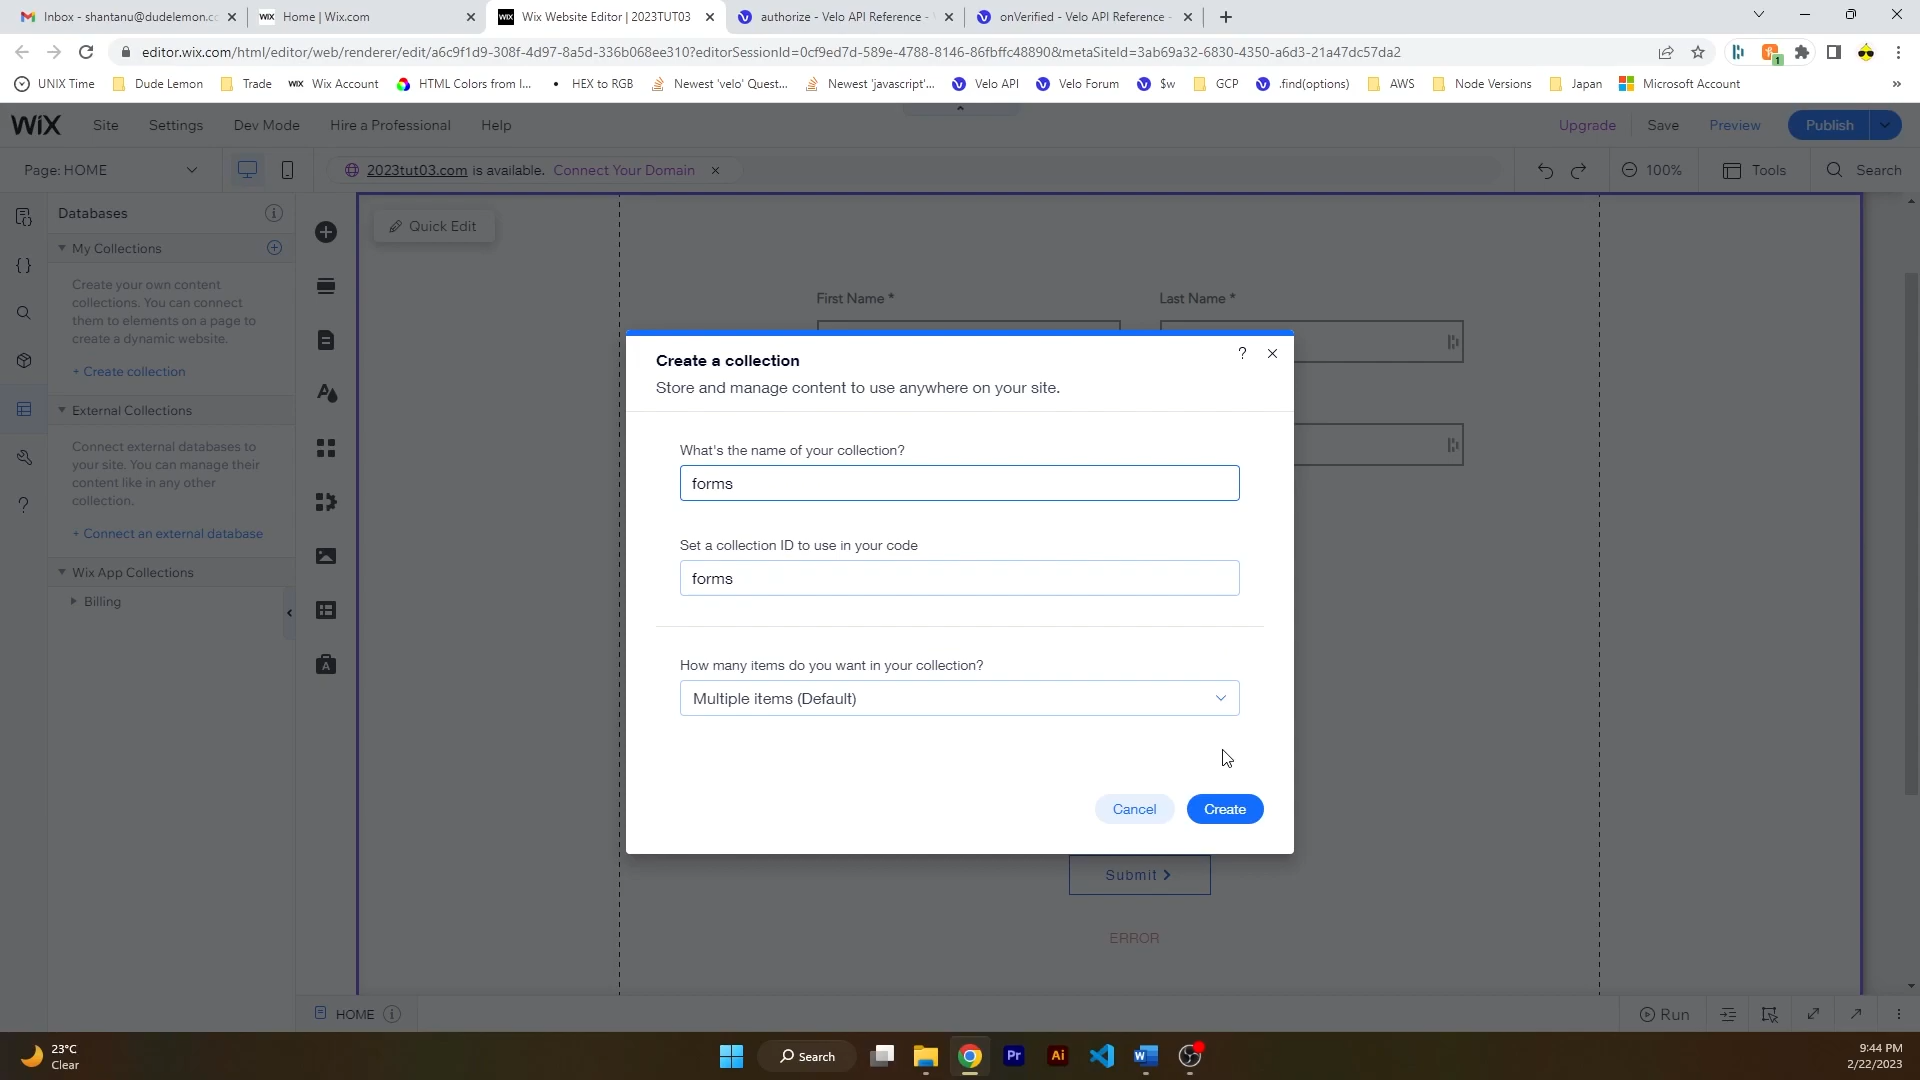 Inbox - shantanu@dudelemon.cc
Home | Wix.com
Wix Website Editor | 2023TUT03
authorize - Velo API Reference -
onVerified - Velo API Reference -
editor.wix.com/html/editor/web/renderer/edit/a6c9f1d9-308f-4d97-8a5d-336b068ee310?editorSessionId=0cf9ed7d-589e-4788-8146-86fbffc48890&metaSiteId=3ab69a32-6830-4350-a6d3-21a47dc57da2
UNIX Time
Dude Lemon
Trade
Wix Account
HTML Colors from I...
HEX to RGB
Newest 'velo' Quest...
Newest 'javascript'...
Velo API
Velo Forum
$w
GCP
.find(options)
AWS
Node Versions
Japan
Microsoft Account
WiX
Site
Settings
Dev Mode
Hire a Professional
Help
Upgrade
Save
Preview
Publish
Page: HOME
2023tut03.com is available. Connect Your Domain
100%
Tools
Search
Databases
My Collections
Create your own content
collections. You can connect
them to elements on a page to
create a dynamic website.
+ Create collection
External Collections
Connect external databases to
your site. You can manage their
content like in any other
collection.
+ Connect an external database
Wix App Collections
Billing
Quick Edit
First Name *
Last Name *
Create a collection
Store and manage content to use anywhere on your site.
What's the name of your collection?
forms
Set a collection ID to use in your code
forms
How many items do you want in your collection?
Multiple items (Default)
Cancel
Create
Submit >
ERROR
HOME
Run
23°C
Clear
Search
Pr
Ai
9:44 PM
2/22/2023